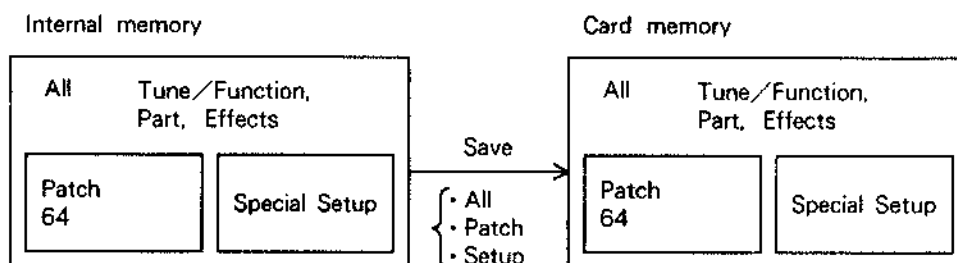 Internal memory
All
Tune／Function,
Part, Effects
Patch
64
Special Setup
Save
・All
・Patch
・Setup
Card memory
All
Tune／Function,
Part, Effects
Patch
64
Special Setup